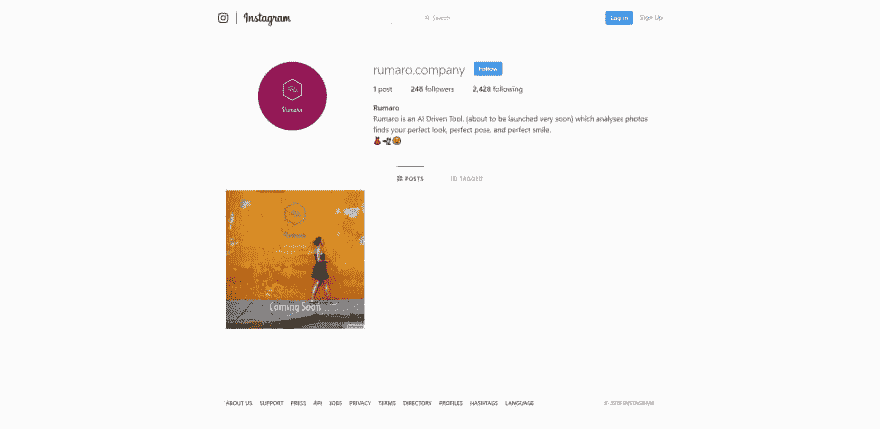 Instagram
Search
Log In
Sign Up
rumaro.company
Follow
1 post 248 followers 2,428 following
Rumaro
Rumaro is an AI Driven Tool, (about to be launched very soon) which analyses photos
finds your perfect look, perfect pose, and perfect smile.
POSTS
TAGGED
Rumaro
Coming Soon
ABOUT US SUPPORT PRESS API JOBS PRIVACY TERMS DIRECTORY PROFILES HASHTAGS LANGUAGE
INSTAGRAM